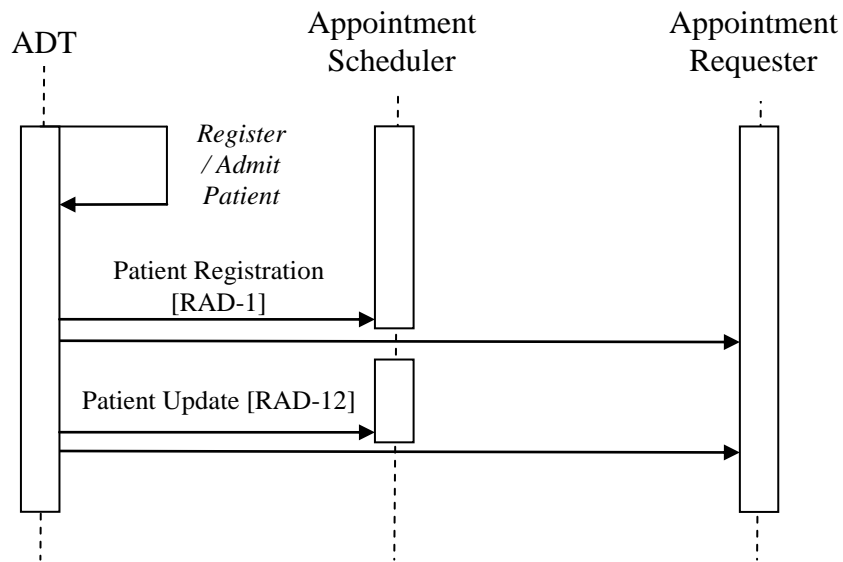 ADT
Appointment
Scheduler
Appointment
Requester
Register
/ Admit
Patient
Patient Registration
[RAD-1]
Patient Update [RAD-12]